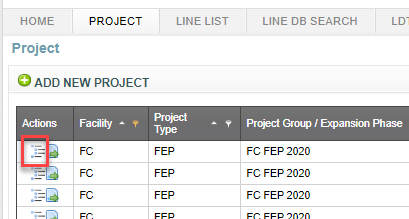 HOME PROJECT LINE LIST LINE DB SEARCH LDT
Project
ADD NEW PROJECT
Actions Facility Project Type Project Group / Expansion Phase
FC FEP FC FEP 2020
FC FEP FC FEP 2020
FC FEP FC FEP 2020